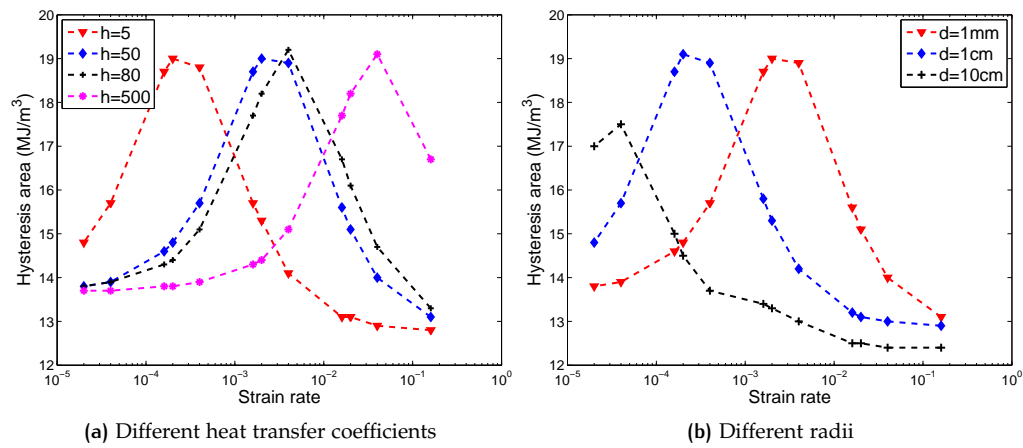 20
19
18
17
16
15
14
13
12
Hysteresis area (MJ/m³)
h=5
h=50
h=80
h=500
10⁻⁵
10⁻⁴
10⁻³
10⁻²
10⁻¹
10⁰
Strain rate
(a) Different heat transfer coefficients
20
19
18
17
16
15
14
13
12
Hysteresis area (MJ/m³)
d=1mm
d=1cm
d=10cm
10⁻⁵
10⁻⁴
10⁻³
10⁻²
10⁻¹
10⁰
Strain rate
(b) Different radii